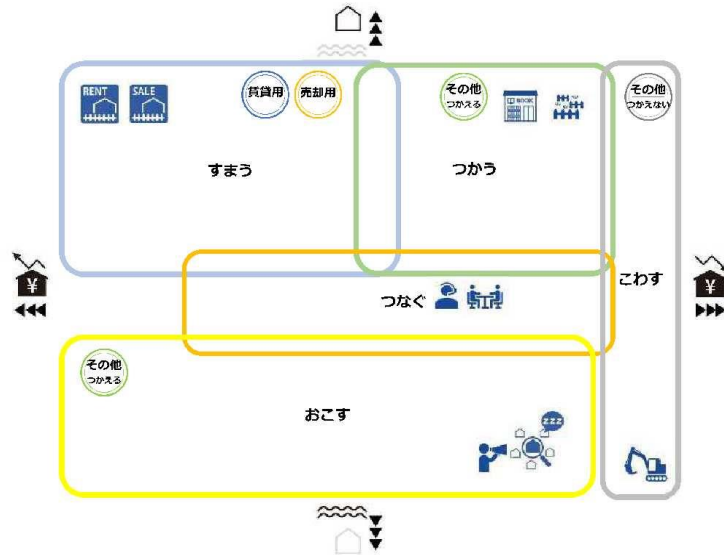 RENT
SALE
賃貸用
売却用
その他
つかえる
BOOK
その他
つかえない
すまう
つかう
¥
つなぐ
こわす
¥
その他
つかえる
おこす
zzz